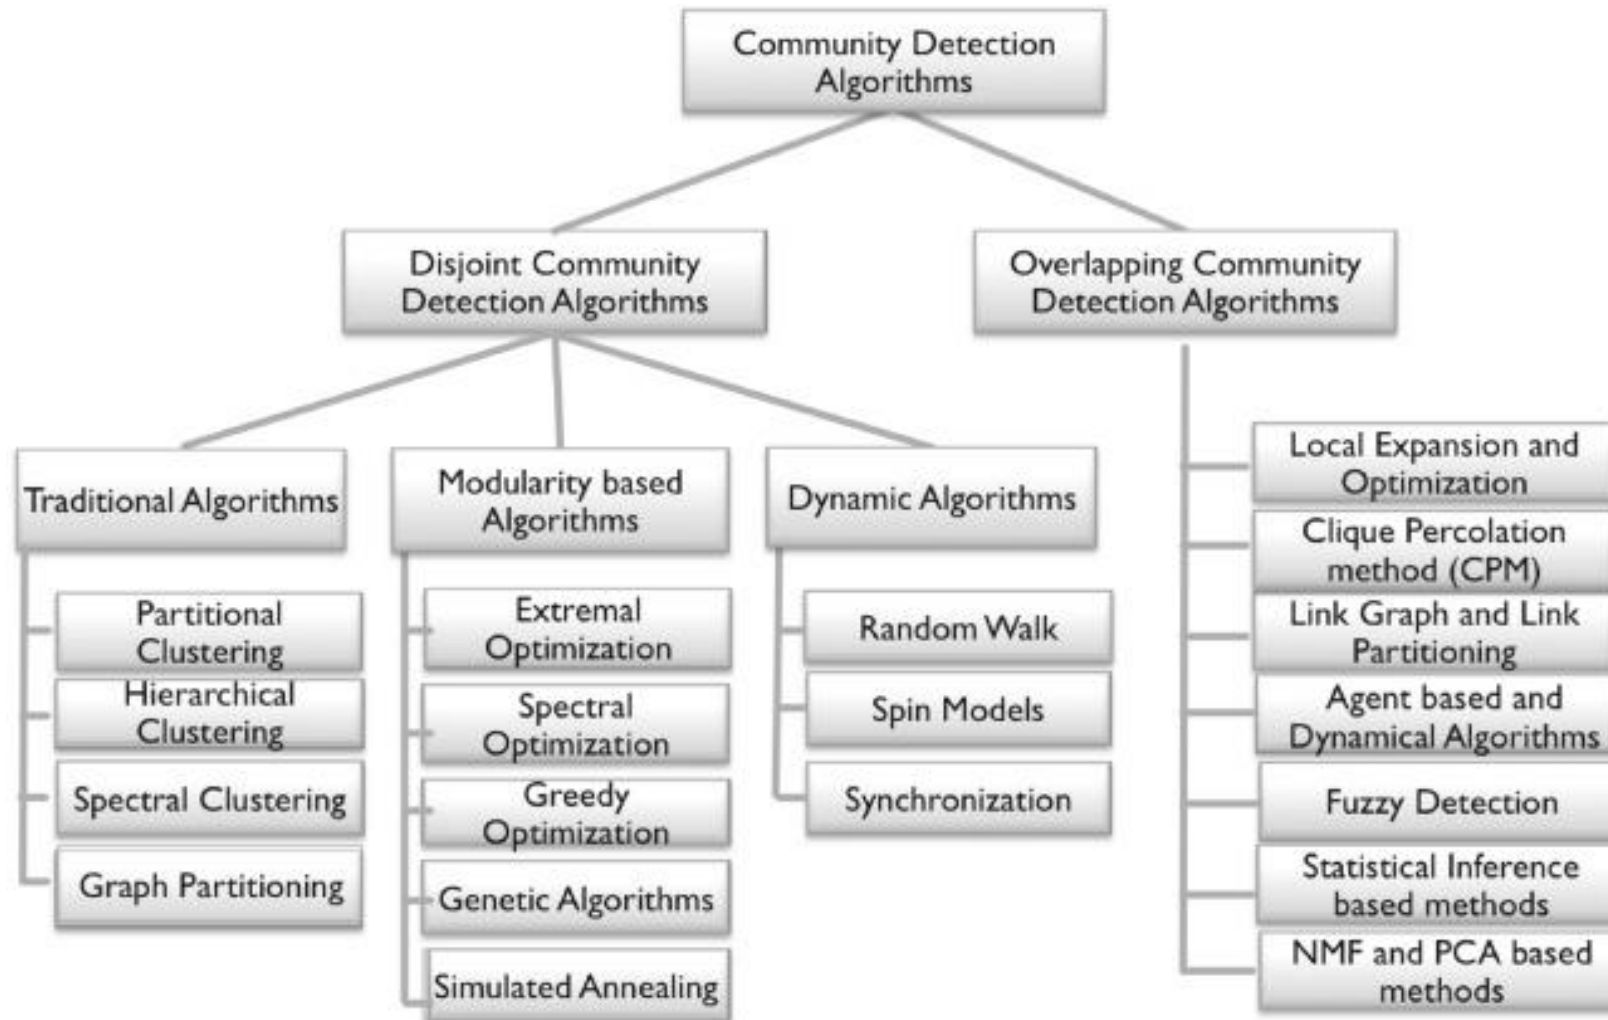 Community Detection
Algorithms
Disjoint Community
Detection Algorithms
Overlapping Community
Detection Algorithms
Traditional Algorithms
Partitional
Clustering
Hierarchical
Clustering
Spectral Clustering
Graph Partitioning
Modularity based
Algorithms
Extremal
Optimization
Spectral
Optimization
Greedy
Optimization
Genetic Algorithms
Simulated Annealing
Dynamic Algorithms
Random Walk
Spin Models
Synchronization
Local Expansion and
Optimization
Clique Percolation
method (CPM)
Link Graph and Link
Partitioning
Agent based and
Dynamical Algorithms
Fuzzy Detection
Statistical Inference
based methods
NMF and PCA based
methods